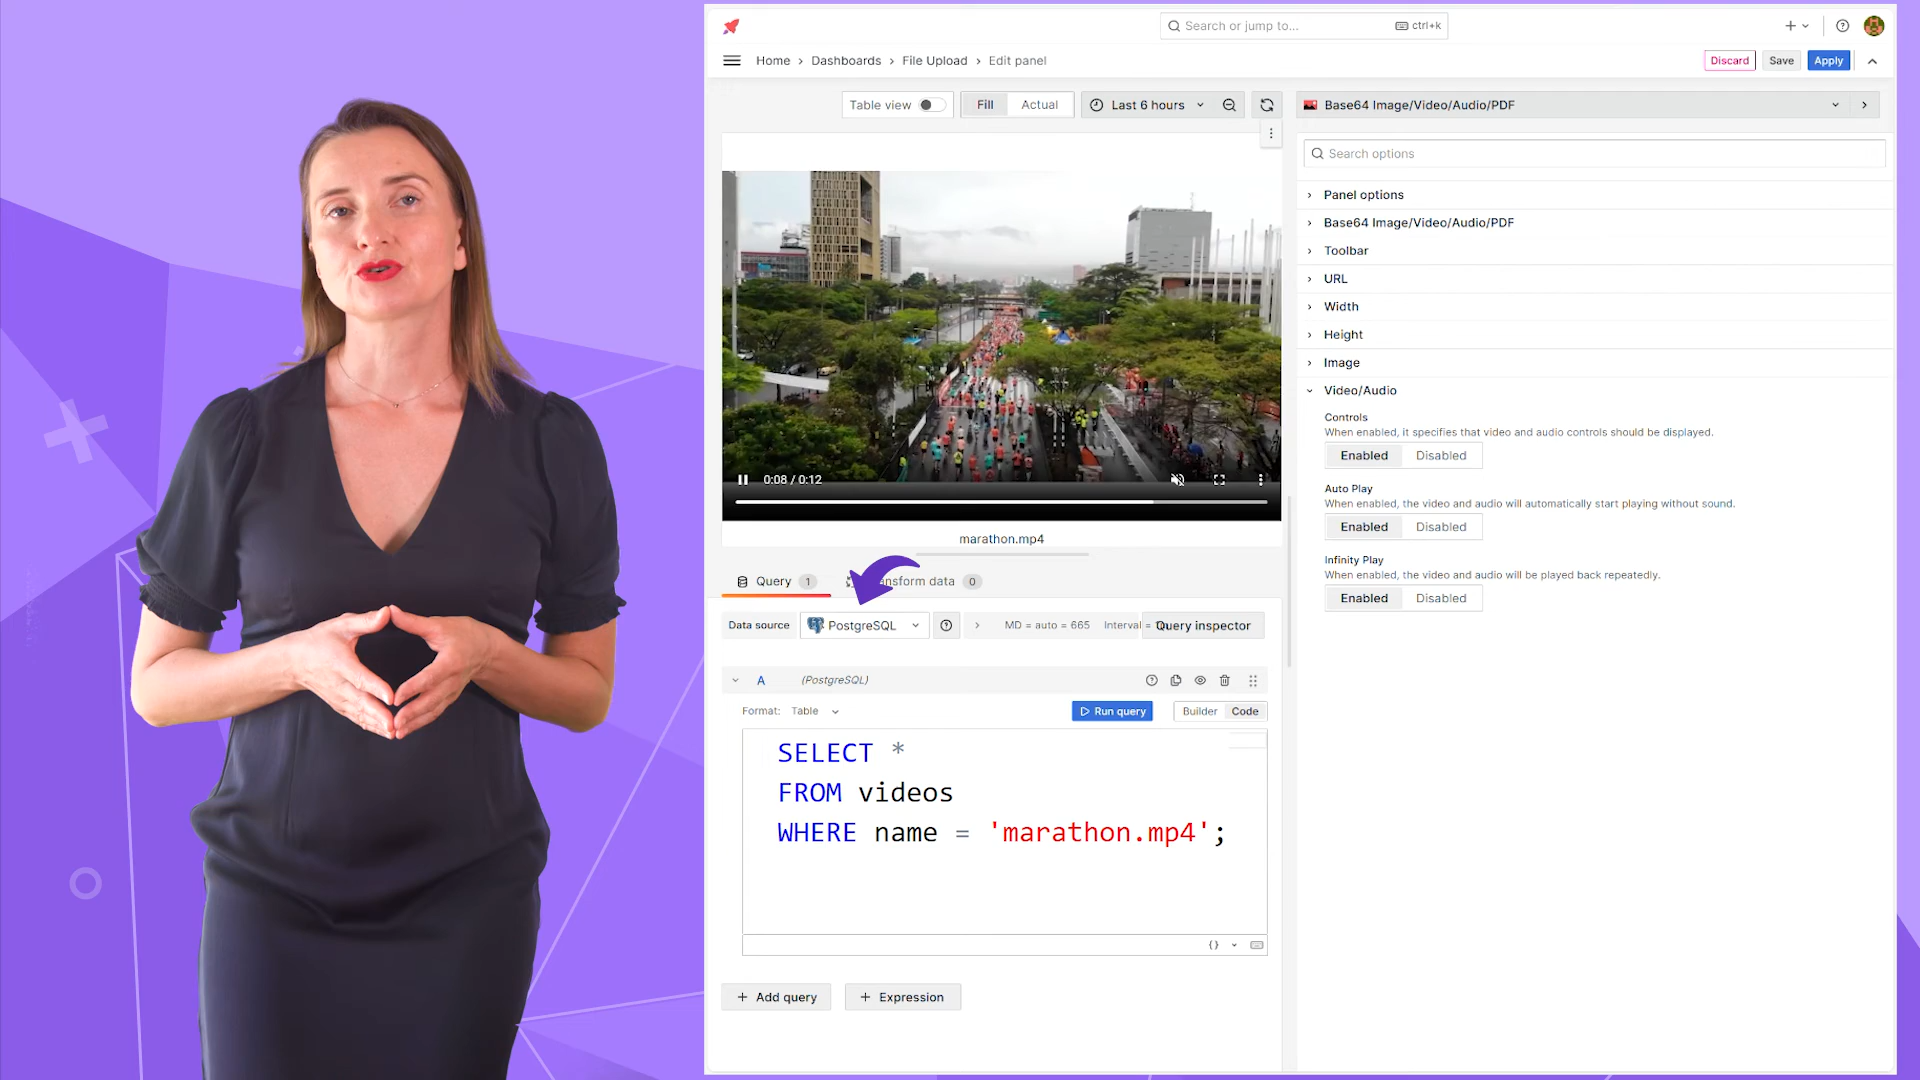 Search or jump to...
ctrl+k
Home › Dashboards › File Upload › Edit panel
Discard
Save
Apply
Table view
Fill
Actual
Last 6 hours
Base64 Image/Video/Audio/PDF
Search options
Panel options
Base64 Image/Video/Audio/PDF
Toolbar
URL
Width
Height
Image
Video/Audio
Controls
When enabled, it specifies that video and audio controls should be displayed.
Enabled
Disabled
Auto Play
When enabled, the video and audio will automatically start playing without sound.
Enabled
Disabled
Infinity Play
When enabled, the video and audio will be played back repeatedly.
Enabled
Disabled
0:08 / 0:12
marathon.mp4
Query 1
data 0
Data source
PostgreSQL
MD = auto = 665
Interval =
Query inspector
A
(PostgreSQL)
Format: Table
Run query
Builder
Code
SELECT *
FROM videos
WHERE name = 'marathon.mp4';
{}
+ Add query
+ Expression